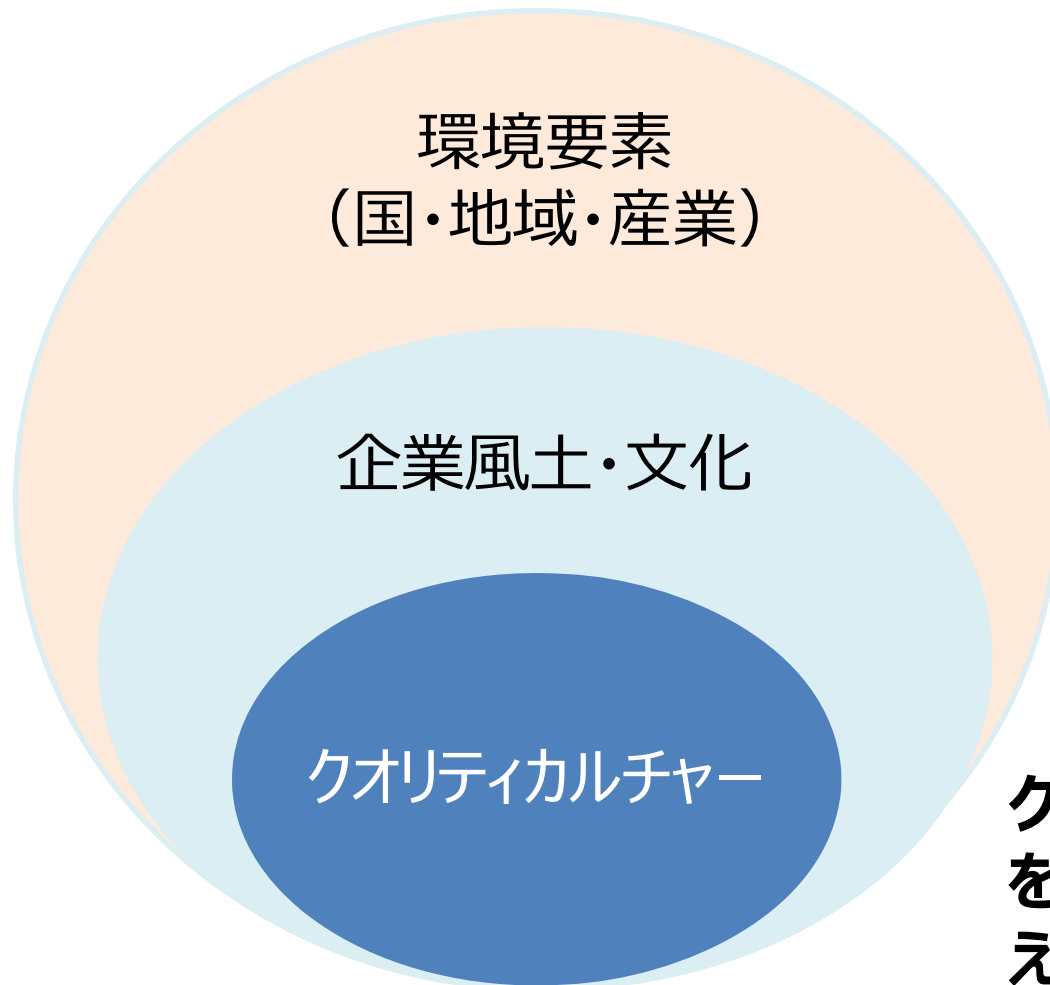 環境要素
（国・地域・産業）
企業風土・文化
クオリティカルチャー
ク
を
え